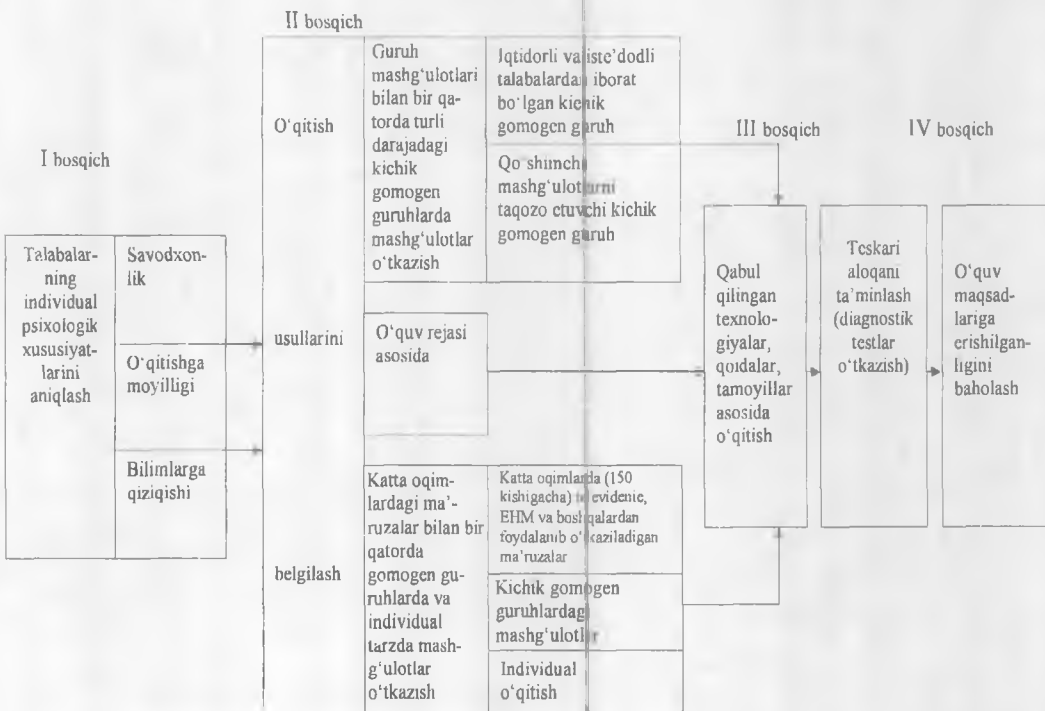 I bosqich
Talabalar-
ning
individual
psixologik
xususiyat-
larini
aniqlash
Savodxon-
lik
O‘qitishga
moyilligi
Bilimlarga
qiziqishi
II bosqich
O‘qitish
usullarini
belgilash
Guruh
mashg‘ulotlari
bilan bir qa-
torda turli
darajadagi
kichik
gomogen
guruhlarda
mashg‘ulotlar
o‘tkazish
Iqtidorli va iste’dodli
talabalardan iborat
bo‘lgan kichik
gomogen guruh
Qo‘shimcha
mashg‘ulotlarni
taqozo etuvchi kichik
gomogen guruh
O‘quv rejasi
asosida
Katta oqim-
lardagi ma’-
ruzalar bilan bir
qatorda
gomogen gu-
ruhlarda va
individual
tarzda mash-
g‘ulotlar
o‘tkazish
Katta oqimlarda (150
kishigacha) televidenie,
EHM va boshqalardan
foydalanib o‘tkaziladigan
ma’ruzalar
Kichik gomogen
guruhlardagi
mashg‘ulotlar
Individual
o‘qitish
III bosqich
Qabul
qilingan
texnolo-
giyalar,
qoidalar,
tamoyillar
asosida
o‘qitish
Teskari
aloqani
ta’minlash
(diagnostik
testlar
o‘tkazish)
IV bosqich
O‘quv
maqsad-
lariga
erishilgan-
ligini
baholash